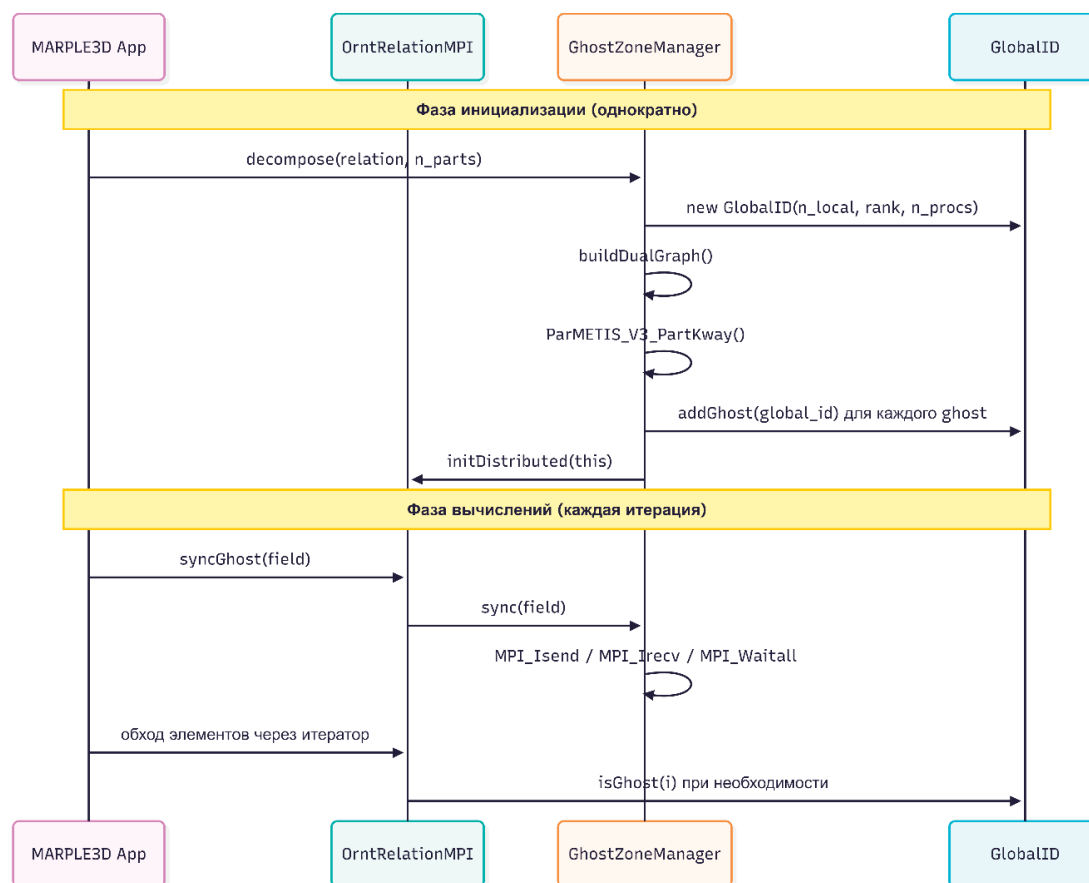 MARPLE3D App
OrntRelationMPI
GhostZoneManager
GlobalID
Фаза инициализации (однократно)
decompose(relation, n_parts)
new GlobalID(n_local, rank, n_procs)
buildDualGraph()
ParMETIS_V3_PartKway()
addGhost(global_id) для каждого ghost
initDistributed(this)
Фаза вычислений (каждая итерация)
syncGhost(field)
sync(field)
MPI_Isend / MPI_Irecv / MPI_Waitall
обход элементов через итератор
isGhost(i) при необходимости
MARPLE3D App
OrntRelationMPI
GhostZoneManager
GlobalID